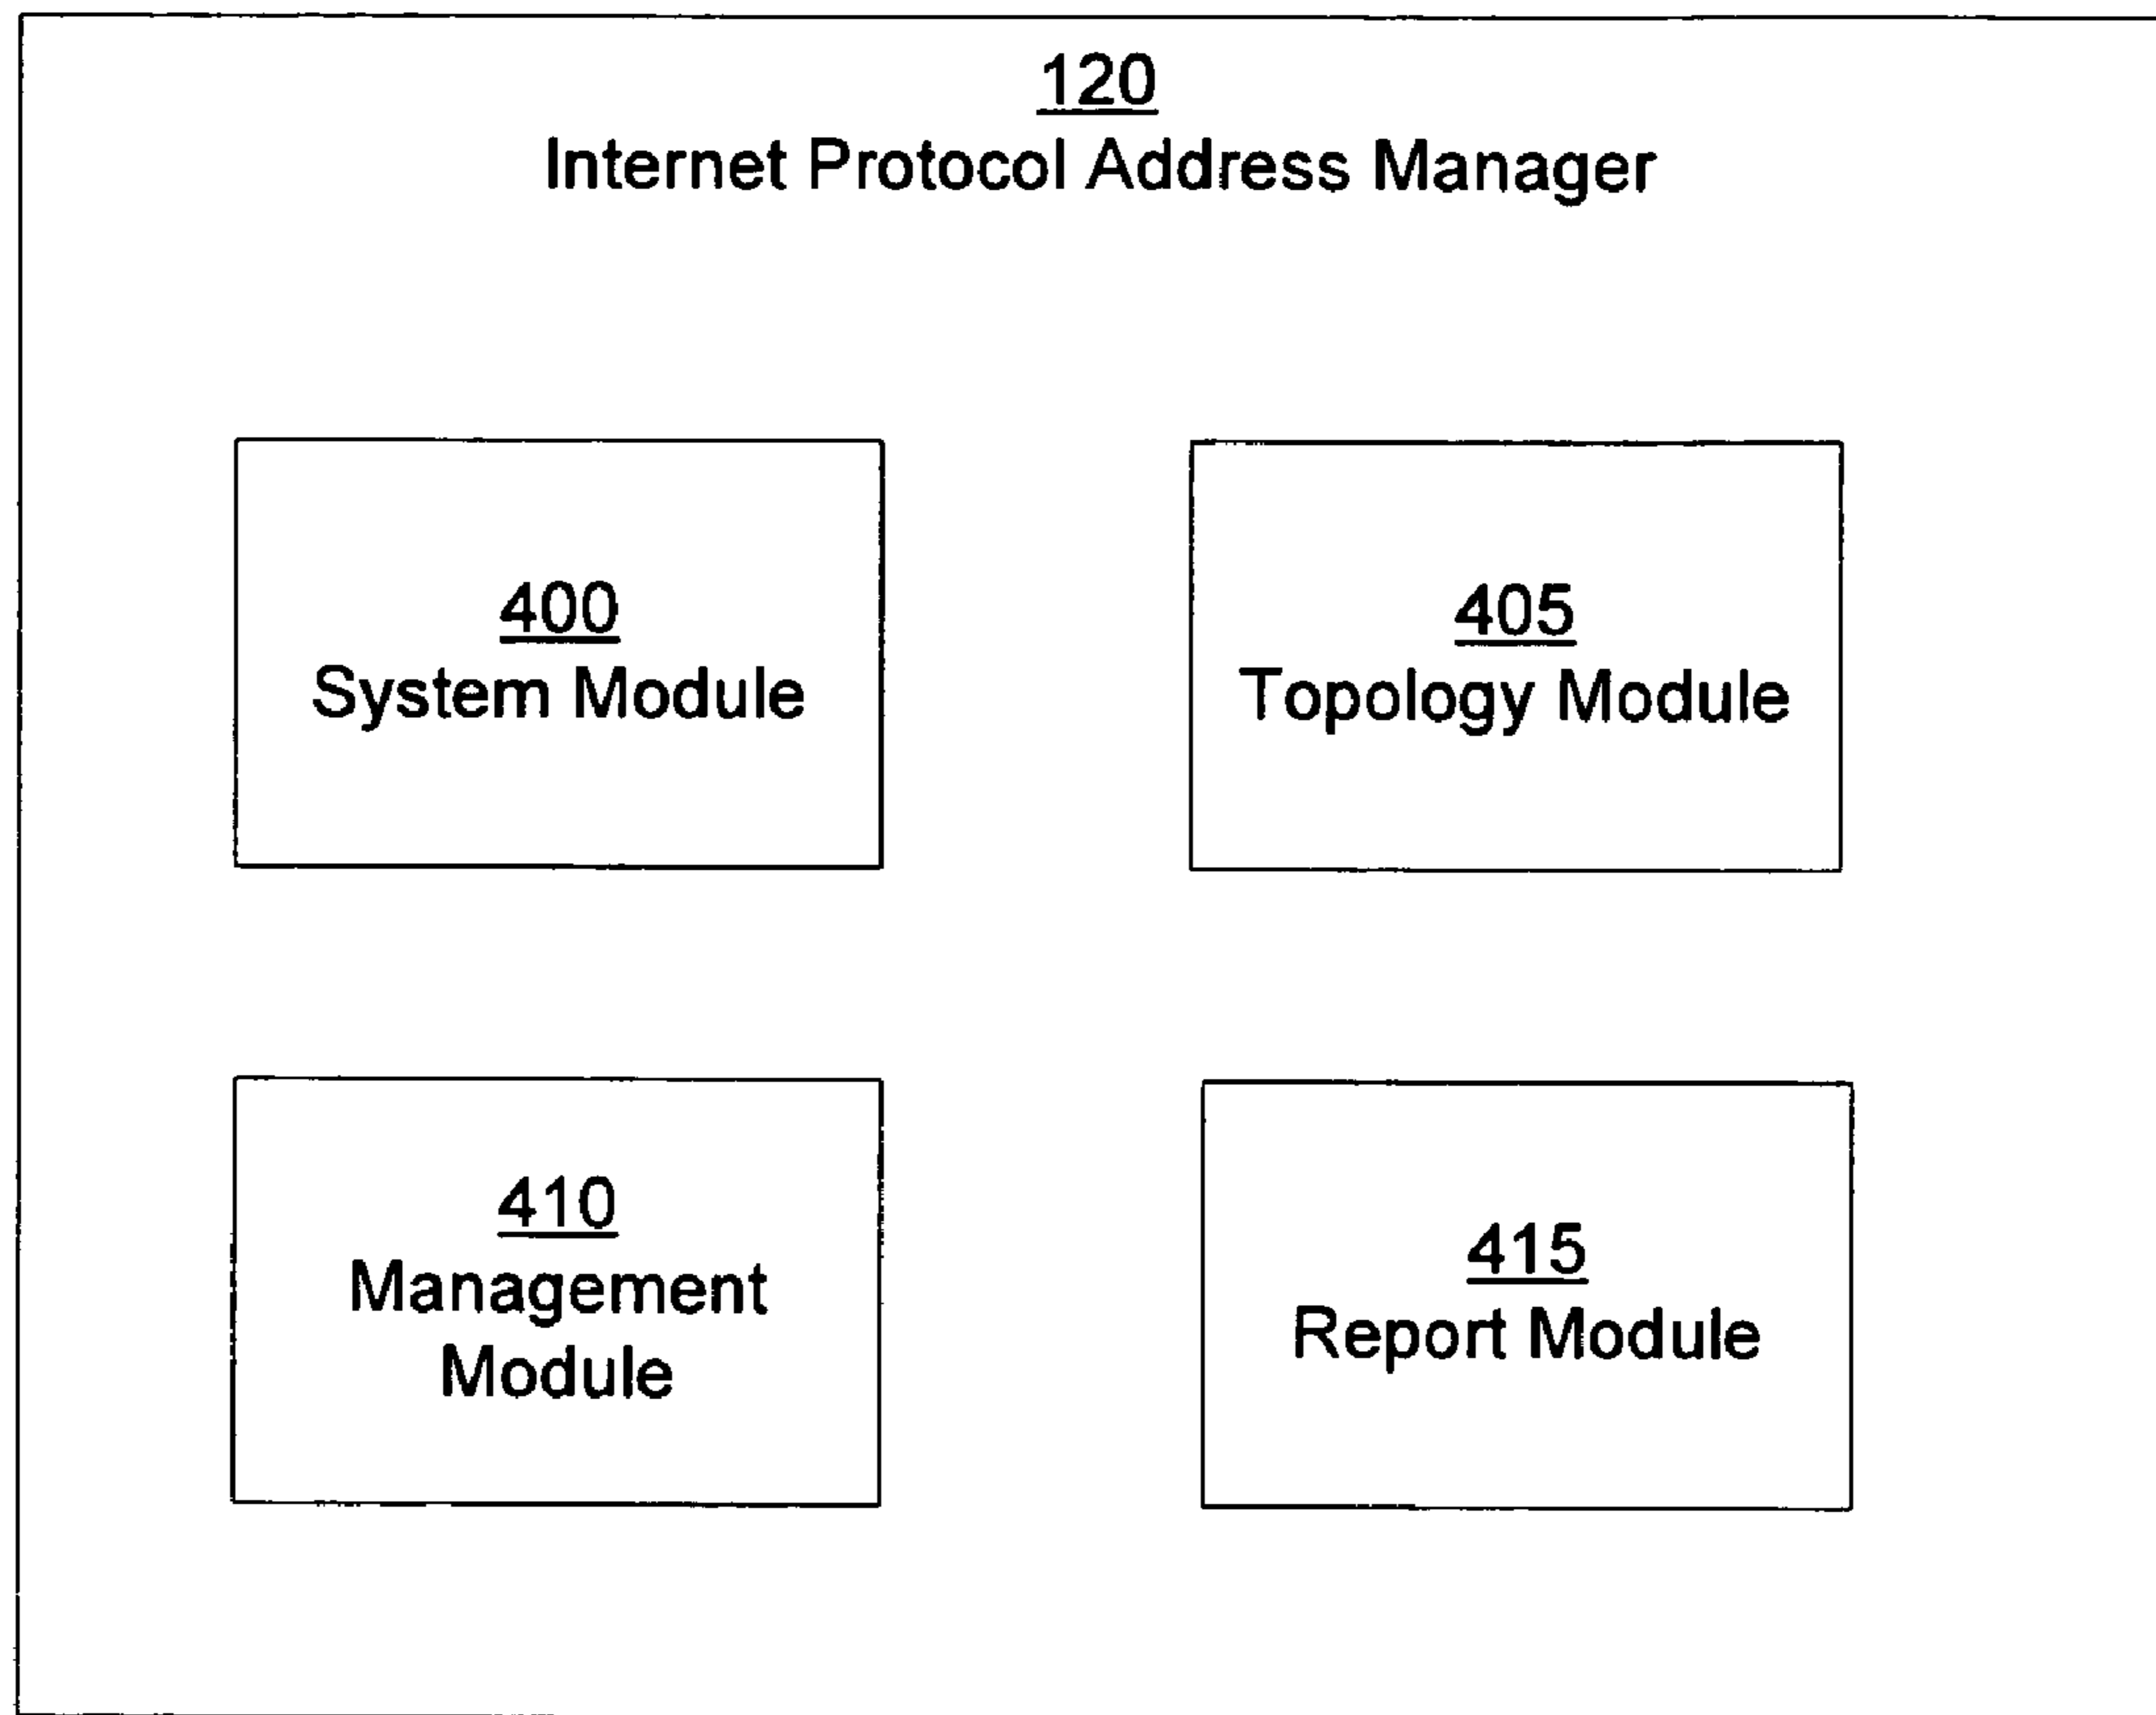 120
Internet Protocol Address Manager
400
System Module
405
Topology Module
410
Management
Module
415
Report Module